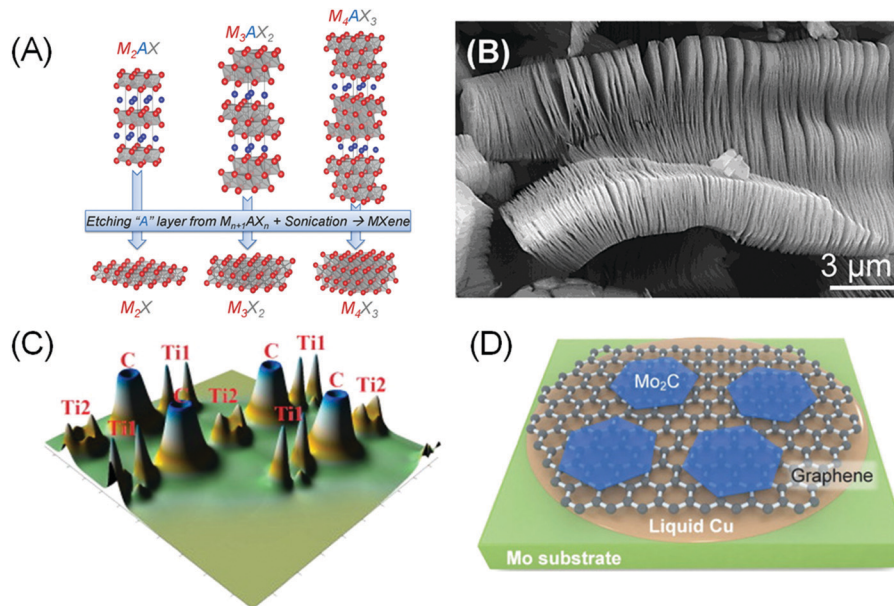 (A)
M₂AX
M₃AX₂
M₄AX₃
Etching "A" layer from Mₙ₊₁AXₙ + Sonication → MXene
M₂X
M₃X₂
M₄X₃
(B)
3 μm
(C)
C
Ti1
C
Ti1
Ti2
C
Ti2
Ti1
C
Ti2
Ti1
(D)
Mo₂C
Graphene
Liquid Cu
Mo substrate